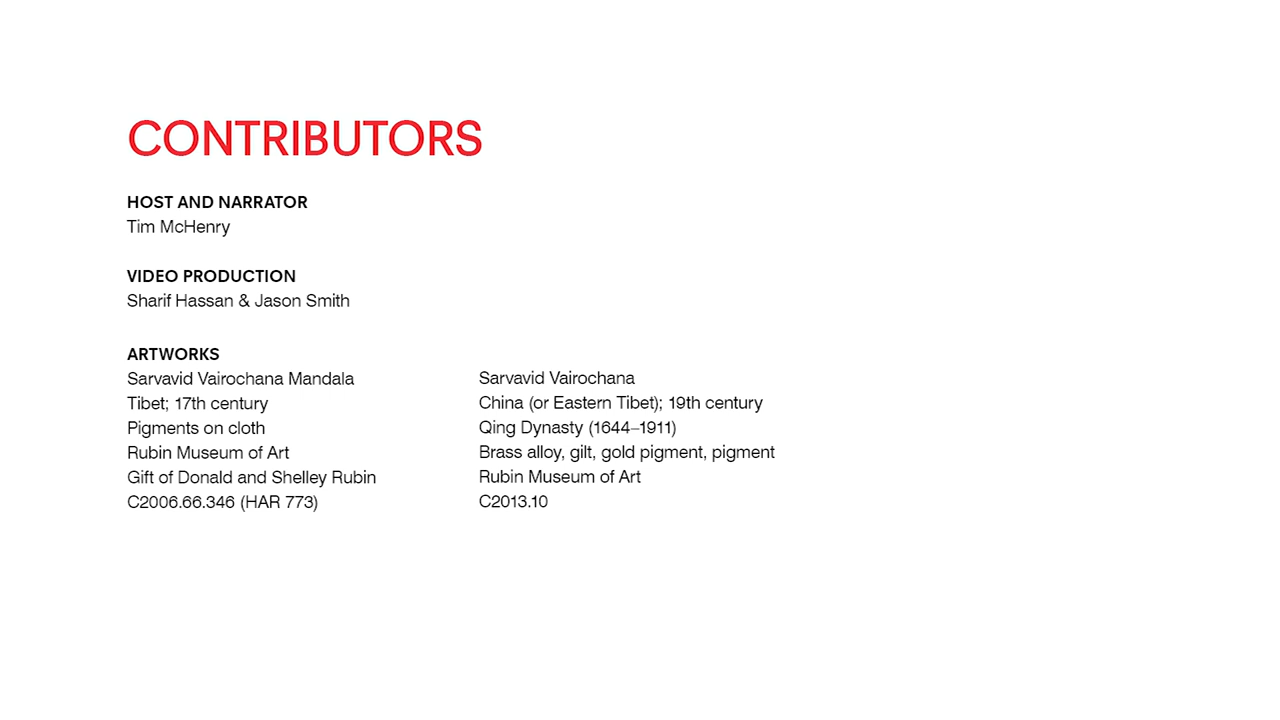 CONTRIBUTORS
HOST AND NARRATOR
Tim McHenry
VIDEO PRODUCTION
Sharif Hassan & Jason Smith
ARTWORKS
Sarvavid Vairochana Mandala
Tibet; 17th century
Pigments on cloth
Rubin Museum of Art
Gift of Donald and Shelley Rubin
C2006.66.346 (HAR 773)
Sarvavid Vairochana
China (or Eastern Tibet); 19th century
Qing Dynasty (1644–1911)
Brass alloy, gilt, gold pigment, pigment
Rubin Museum of Art
C2013.10